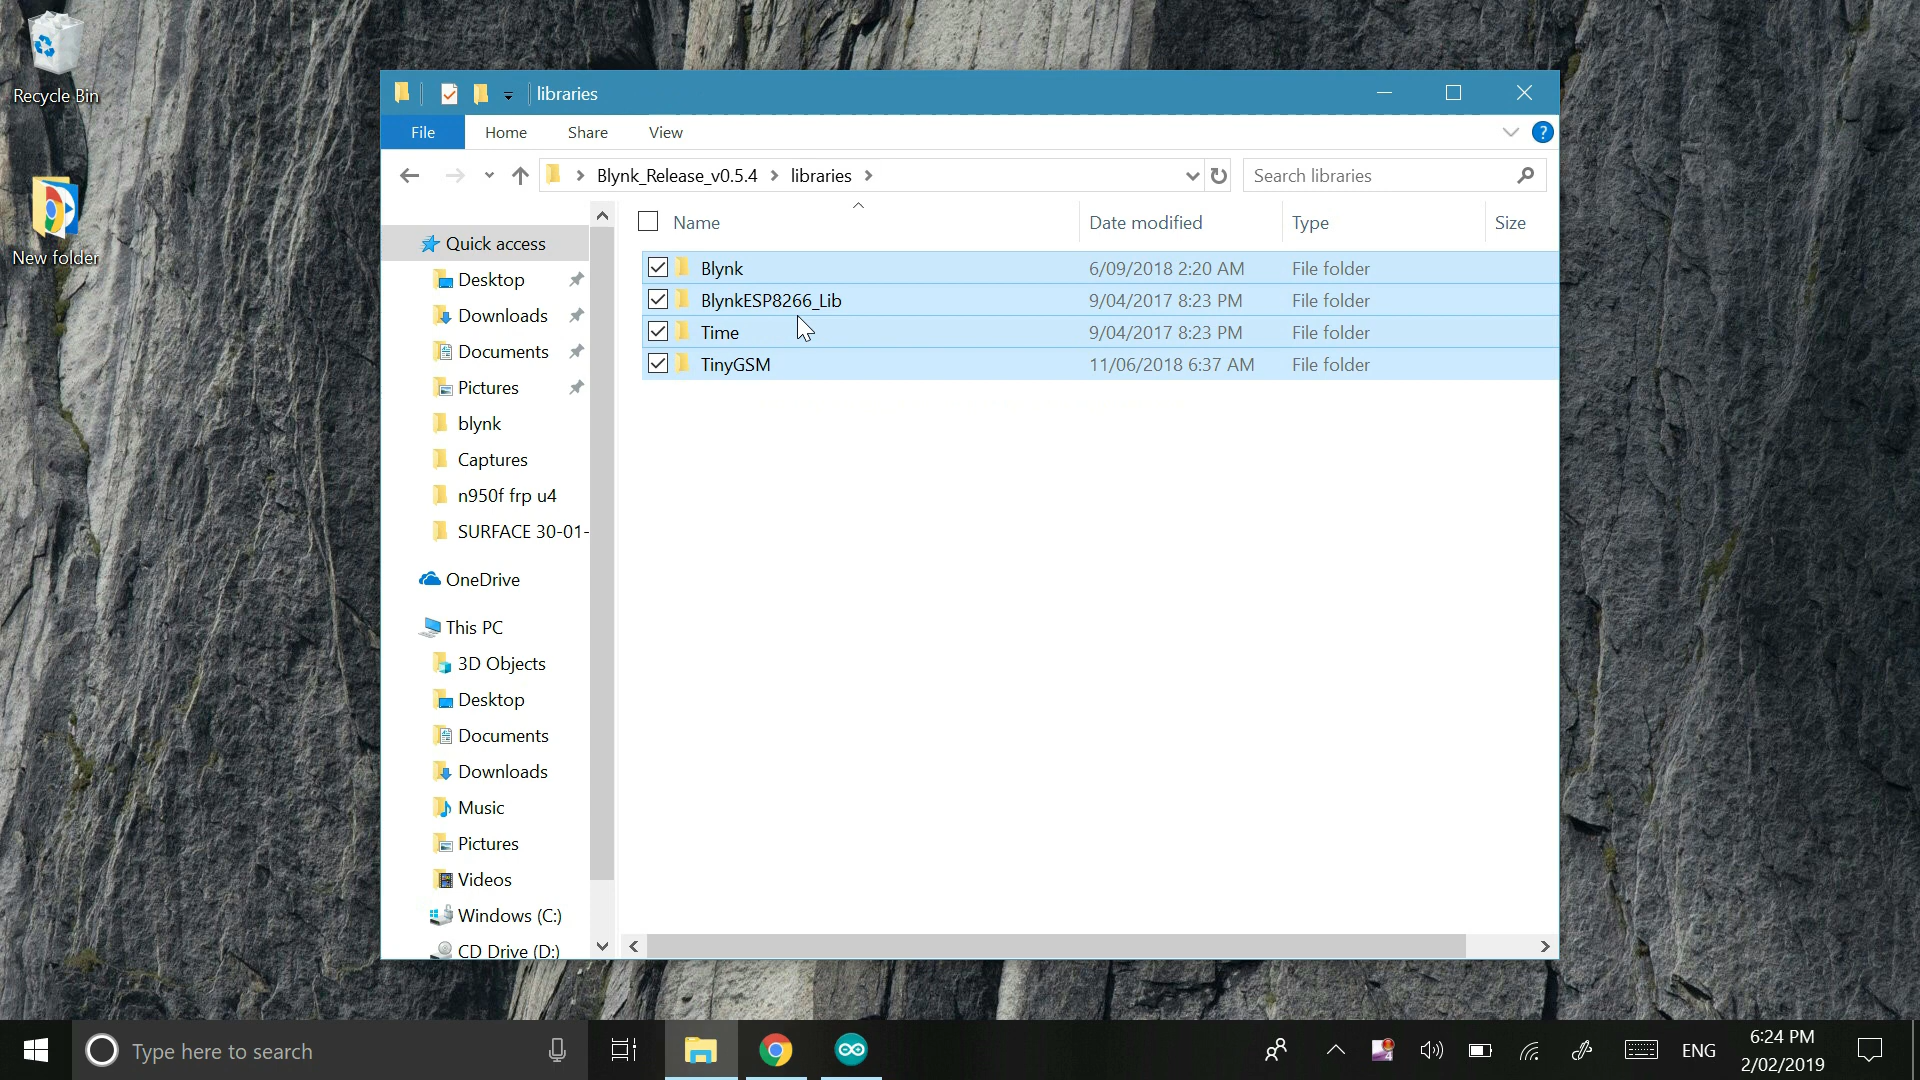 Recycle Bin
New folder
libraries
File Home Share View
Blynk_Release_v0.5.4 libraries
Search libraries
Name Date modified Type Size
Blynk 6/09/2018 2:20 AM File folder
BlynkESP8266_Lib 9/04/2017 8:23 PM File folder
Time 9/04/2017 8:23 PM File folder
TinyGSM 11/06/2018 6:37 AM File folder
Quick access
Desktop
Downloads
Documents
Pictures
blynk
Captures
n950f frp u4
SURFACE 30-01-
OneDrive
This PC
3D Objects
Desktop
Documents
Downloads
Music
Pictures
Videos
Windows (C:)
CD Drive (D:)
Type here to search
ENG
6:24 PM
2/02/2019